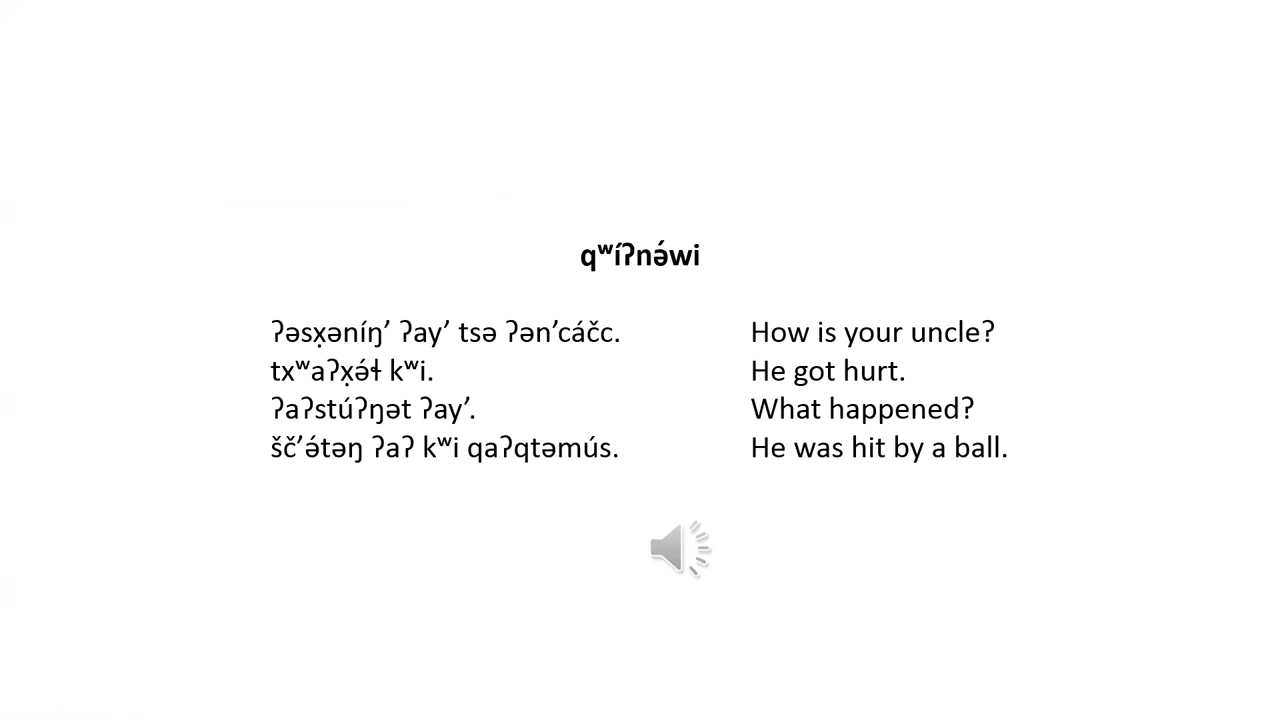 qʷíʔnə́wi
ʔəsx̣əníŋ’ ʔay’ tsə ʔən’cáčc. How is your uncle?
txʷaʔx̣ə́ɬ kʷi. He got hurt.
ʔaʔstúʔŋət ʔay’. What happened?
šč’ə́təŋ ʔaʔ kʷi qaʔqtəmús. He was hit by a ball.